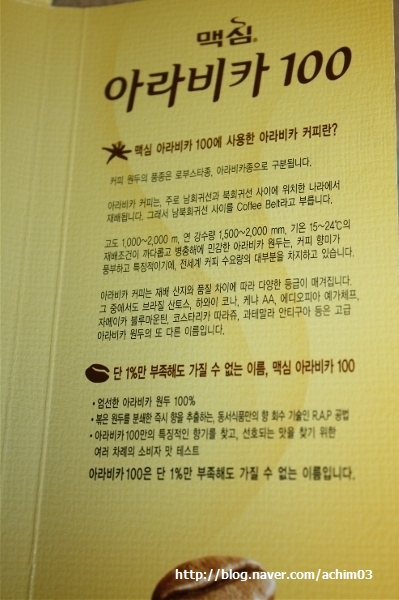 맥심®
아라비카 100
맥심 아라비카 100에 사용한 아라비카 커피란?
커피 원두의 품종은 로부스타종, 아라비카종으로 구분됩니다.
아라비카 커피는, 주로 남회귀선과 북회귀선 사이에 위치한 나라에서
재배됩니다. 그래서 남북회귀선 사이를 Coffee Belt라고 부릅니다.
고도 1,000~2,000 m, 연 강수량 1,500~2,000 mm, 기온 15~24℃의
재배조건이 까다롭고 병충해에 민감한 아라비카 원두는, 커피 향미가
풍부하고 특징적이기에, 전세계 커피 수요량의 대부분을 차지하고 있습니다.
아라비카 커피는 재배 산지와 품질 차이에 따라 다양한 등급이 매겨집니다.
그 중에서도 브라질 산토스, 하와이 코나, 케냐 AA, 에디오피아 예가체프,
자메이카 블루마운틴, 코스타리카 따라쥬, 과테말라 안티구아 등은 고급
아라비카 원두의 또 다른 이름입니다.
단 1%만 부족해도 가질 수 없는 이름, 맥심 아라비카 100
• 엄선한 아라비카 원두 100%
• 볶은 원두를 분쇄한 즉시 향을 추출하는, 동서식품만의 향 회수 기술인 R.A.P 공법
• 아라비카 100만의 특징적인 향기를 찾고, 선호되는 맛을 찾기 위한
여러 차례의 소비자 맛 테스트
아라비카 100은 단 1%만 부족해도 가질 수 없는 이름입니다.
http://blog.naver.com/achim03